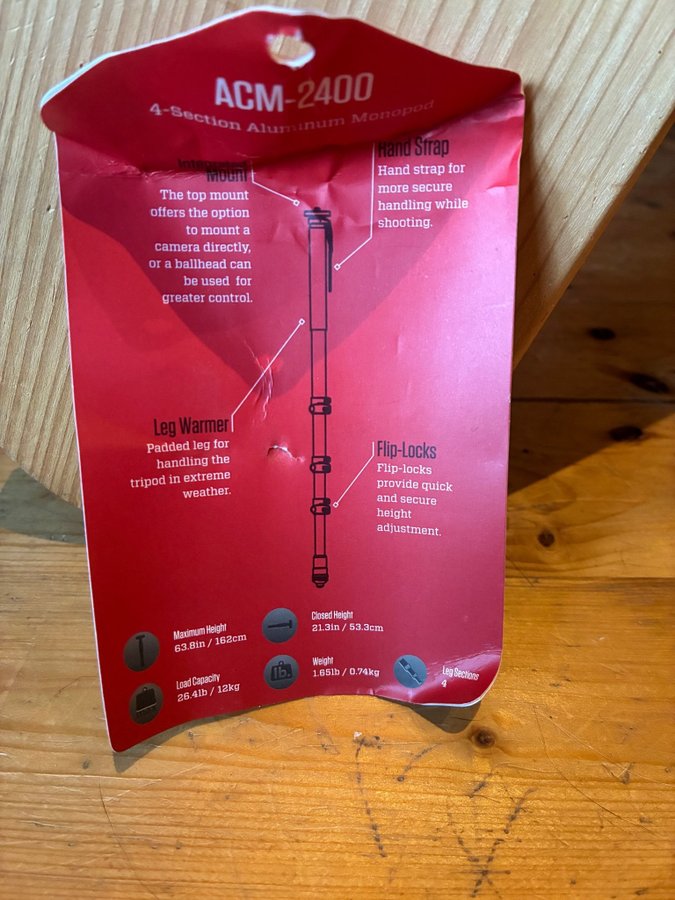 ACM-2400
4-Section Aluminum Monopod
Integrated
Mount
The top mount
offers the option
to mount a
camera directly,
or a ballhead can
be used for
greater control.
Hand Strap
Hand strap for
more secure
handling while
shooting.
Leg Warmer
Padded leg for
handling the
tripod in extreme
weather.
Flip-Locks
Flip-locks
provide quick
and secure
height
adjustment.
Maximum Height
63.8in / 162cm
Closed Height
21.3in / 53.3cm
Load Capacity
26.4lb / 12kg
lb.
Weight
1.65lb / 0.74kg
Leg Sections
4